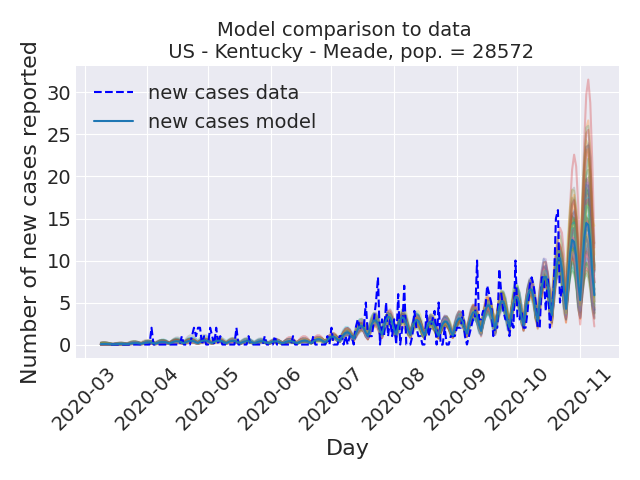 Model comparison to data
US - Kentucky - Meade, pop. = 28572
Number of new cases reported
30
25
20
15
10
5
0
new cases data
new cases model
2020-03
2020-04
2020-05
2020-06
2020-07
2020-08
2020-09
2020-10
2020-11
Day